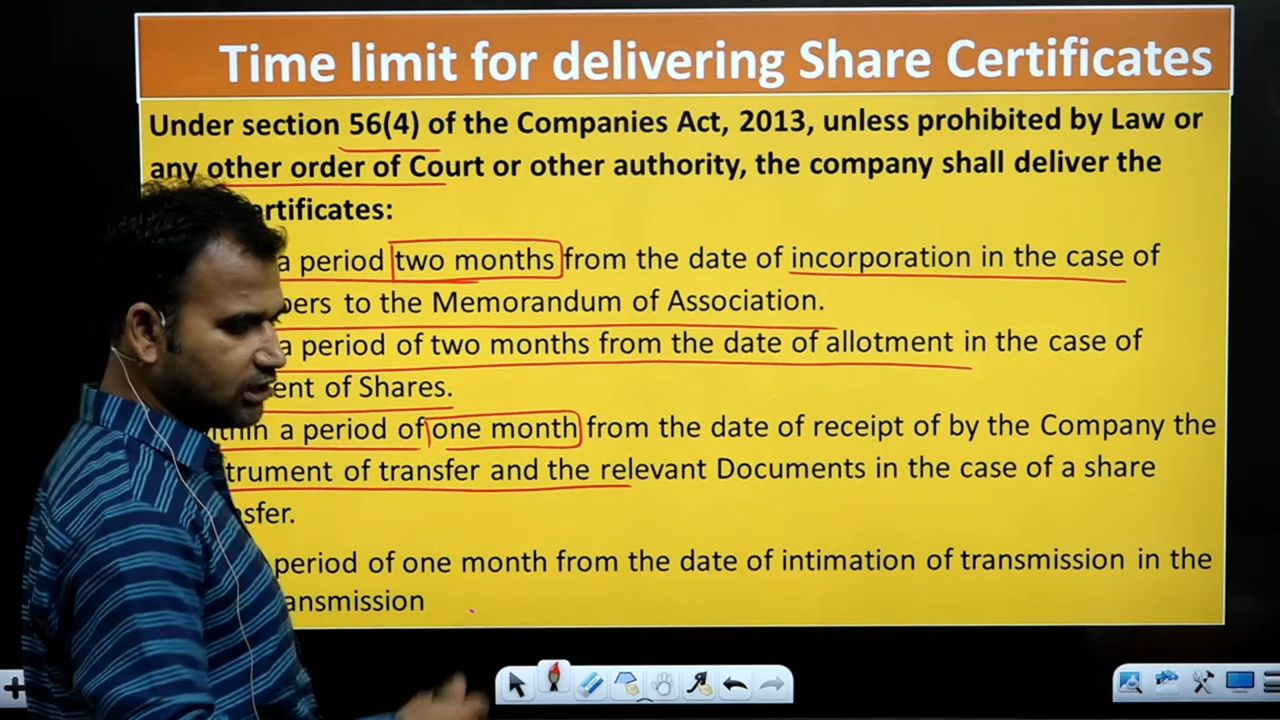 Time limit for delivering Share Certificates
Under section 56(4) of the Companies Act, 2013, unless prohibited by Law or
any other order of Court or other authority, the company shall deliver the
ertificates:
a period two months from the date of incorporation in the case of
bers to the Memorandum of Association.
a period of two months from the date of allotment in the case of
ent of Shares.
ithin a period of one month from the date of receipt of by the Company the
trument of transfer and the relevant Documents in the case of a share
sfer.
period of one month from the date of intimation of transmission in the
ansmission